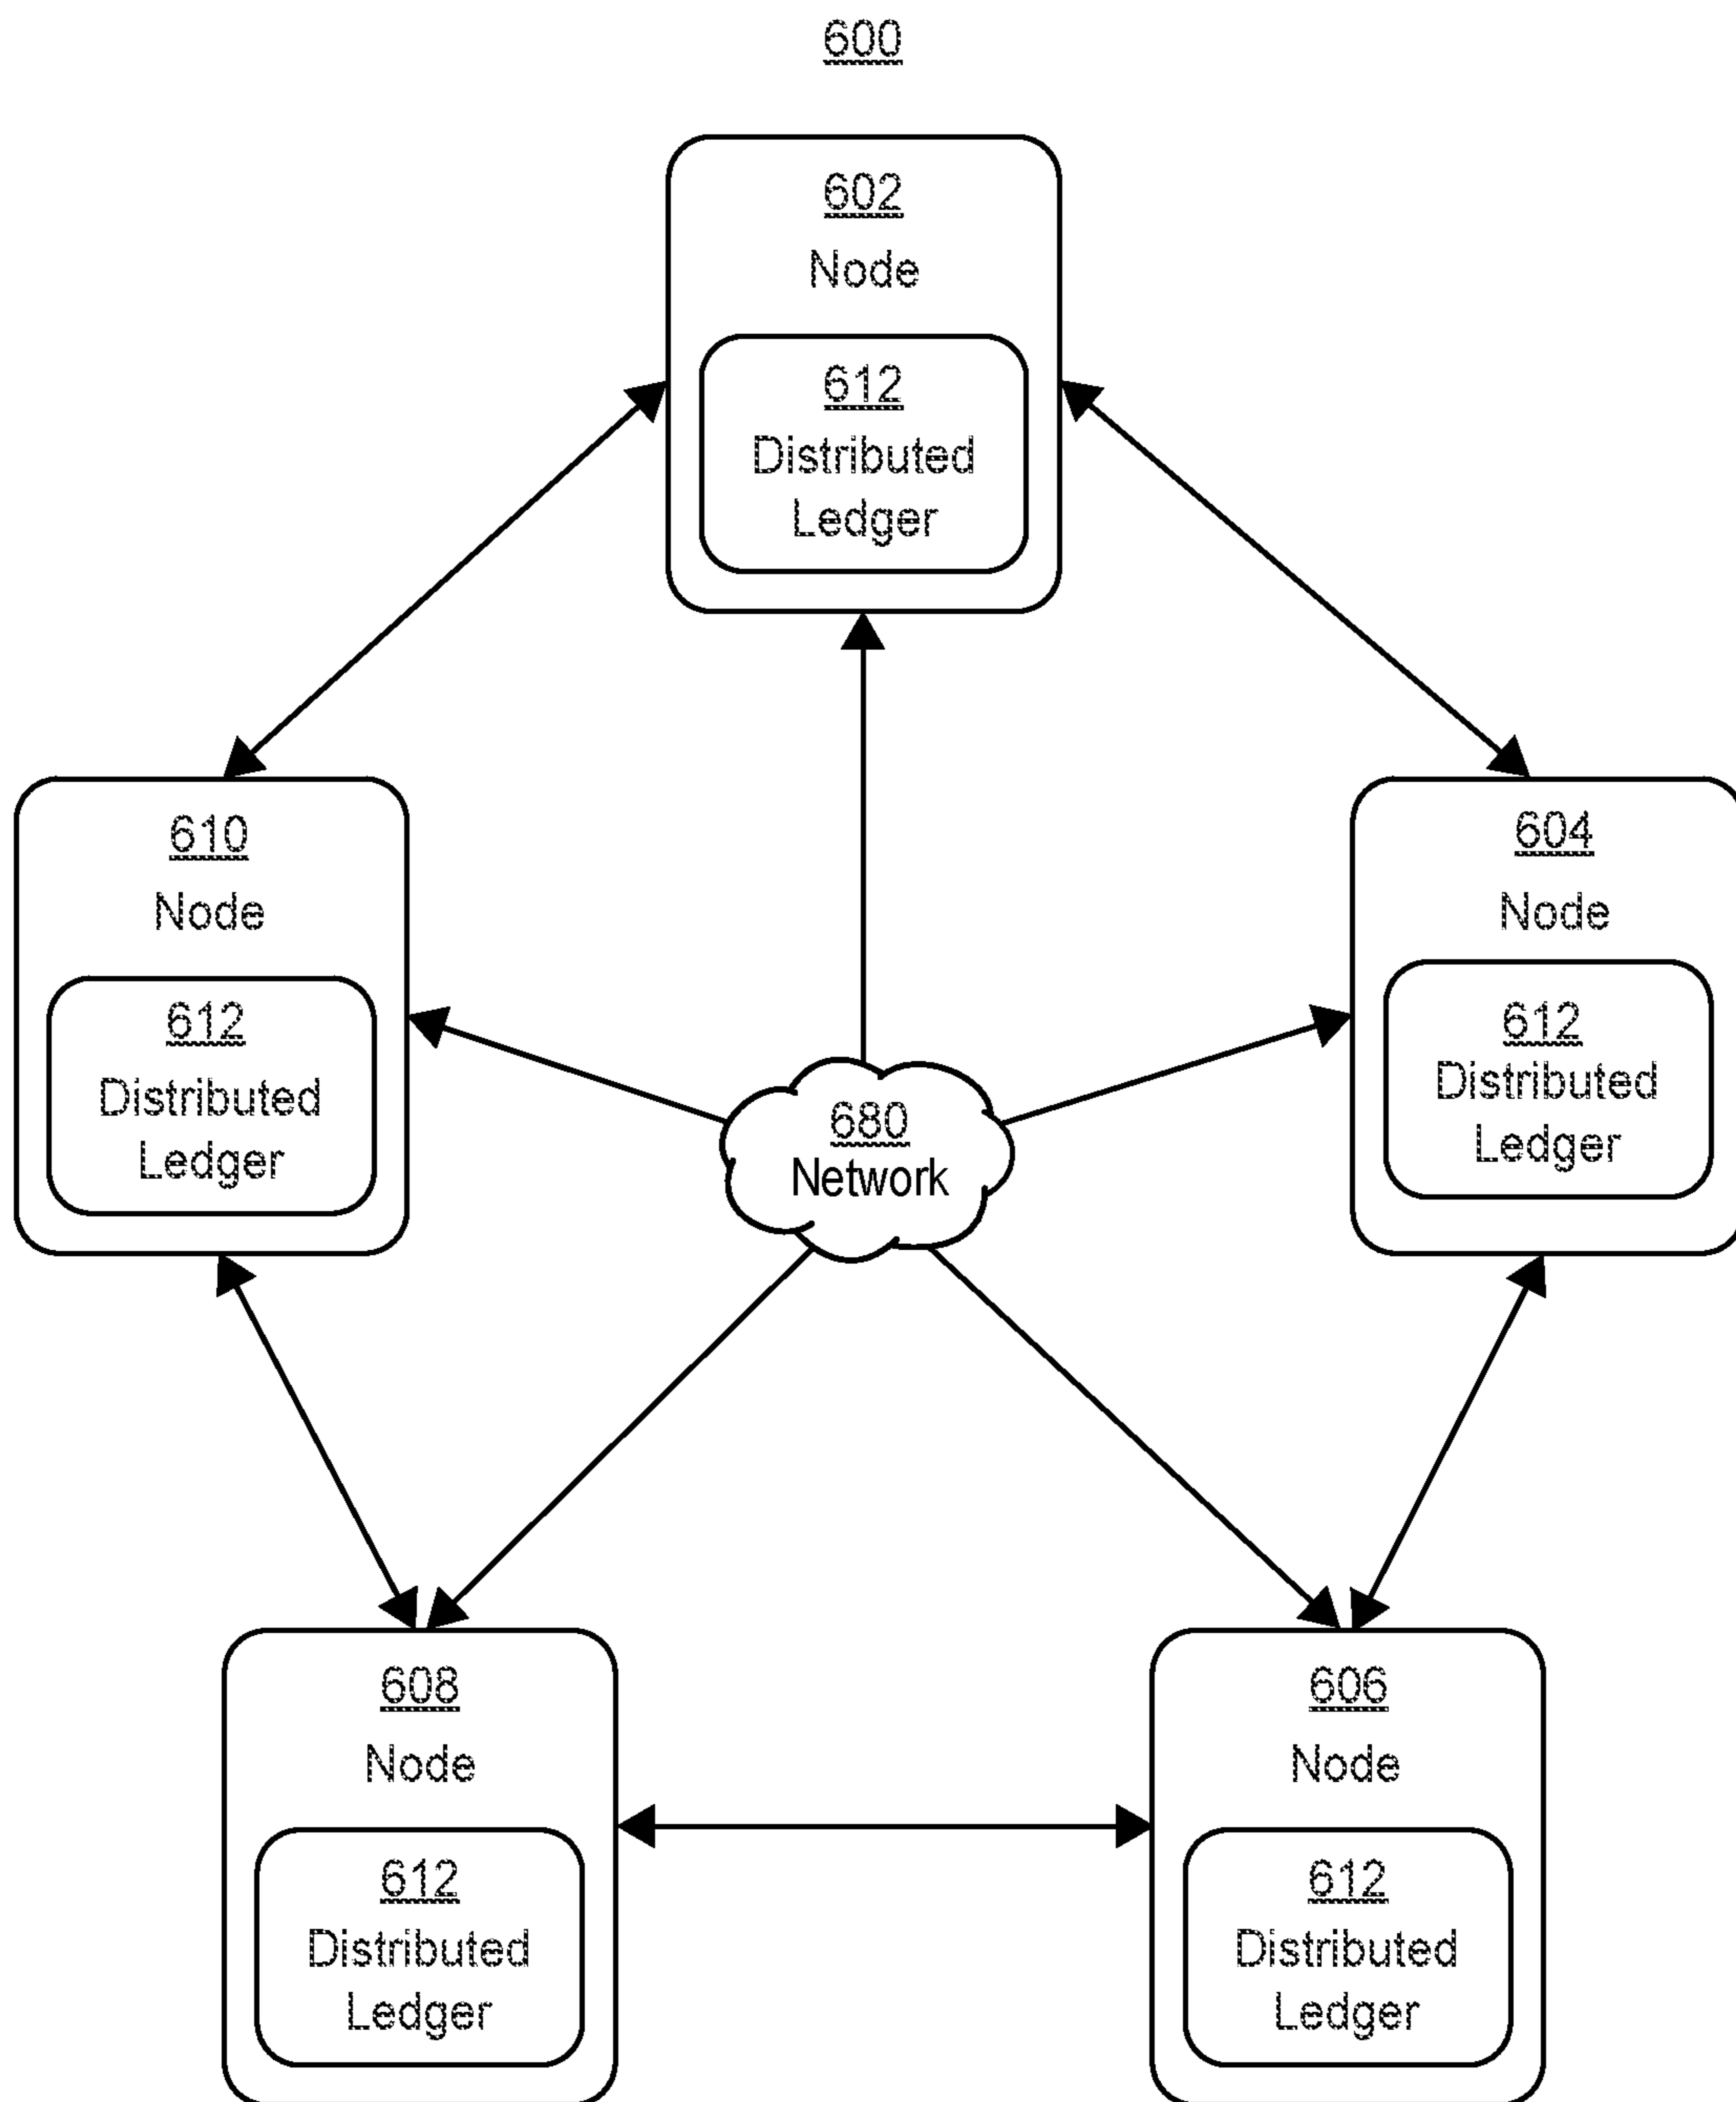 600
602
Node
612
Distributed
Ledger
610
Node
612
Distributed
Ledger
604
Node
612
Distributed
Ledger
680
Network
608
Node
612
Distributed
Ledger
606
Node
612
Distributed
Ledger